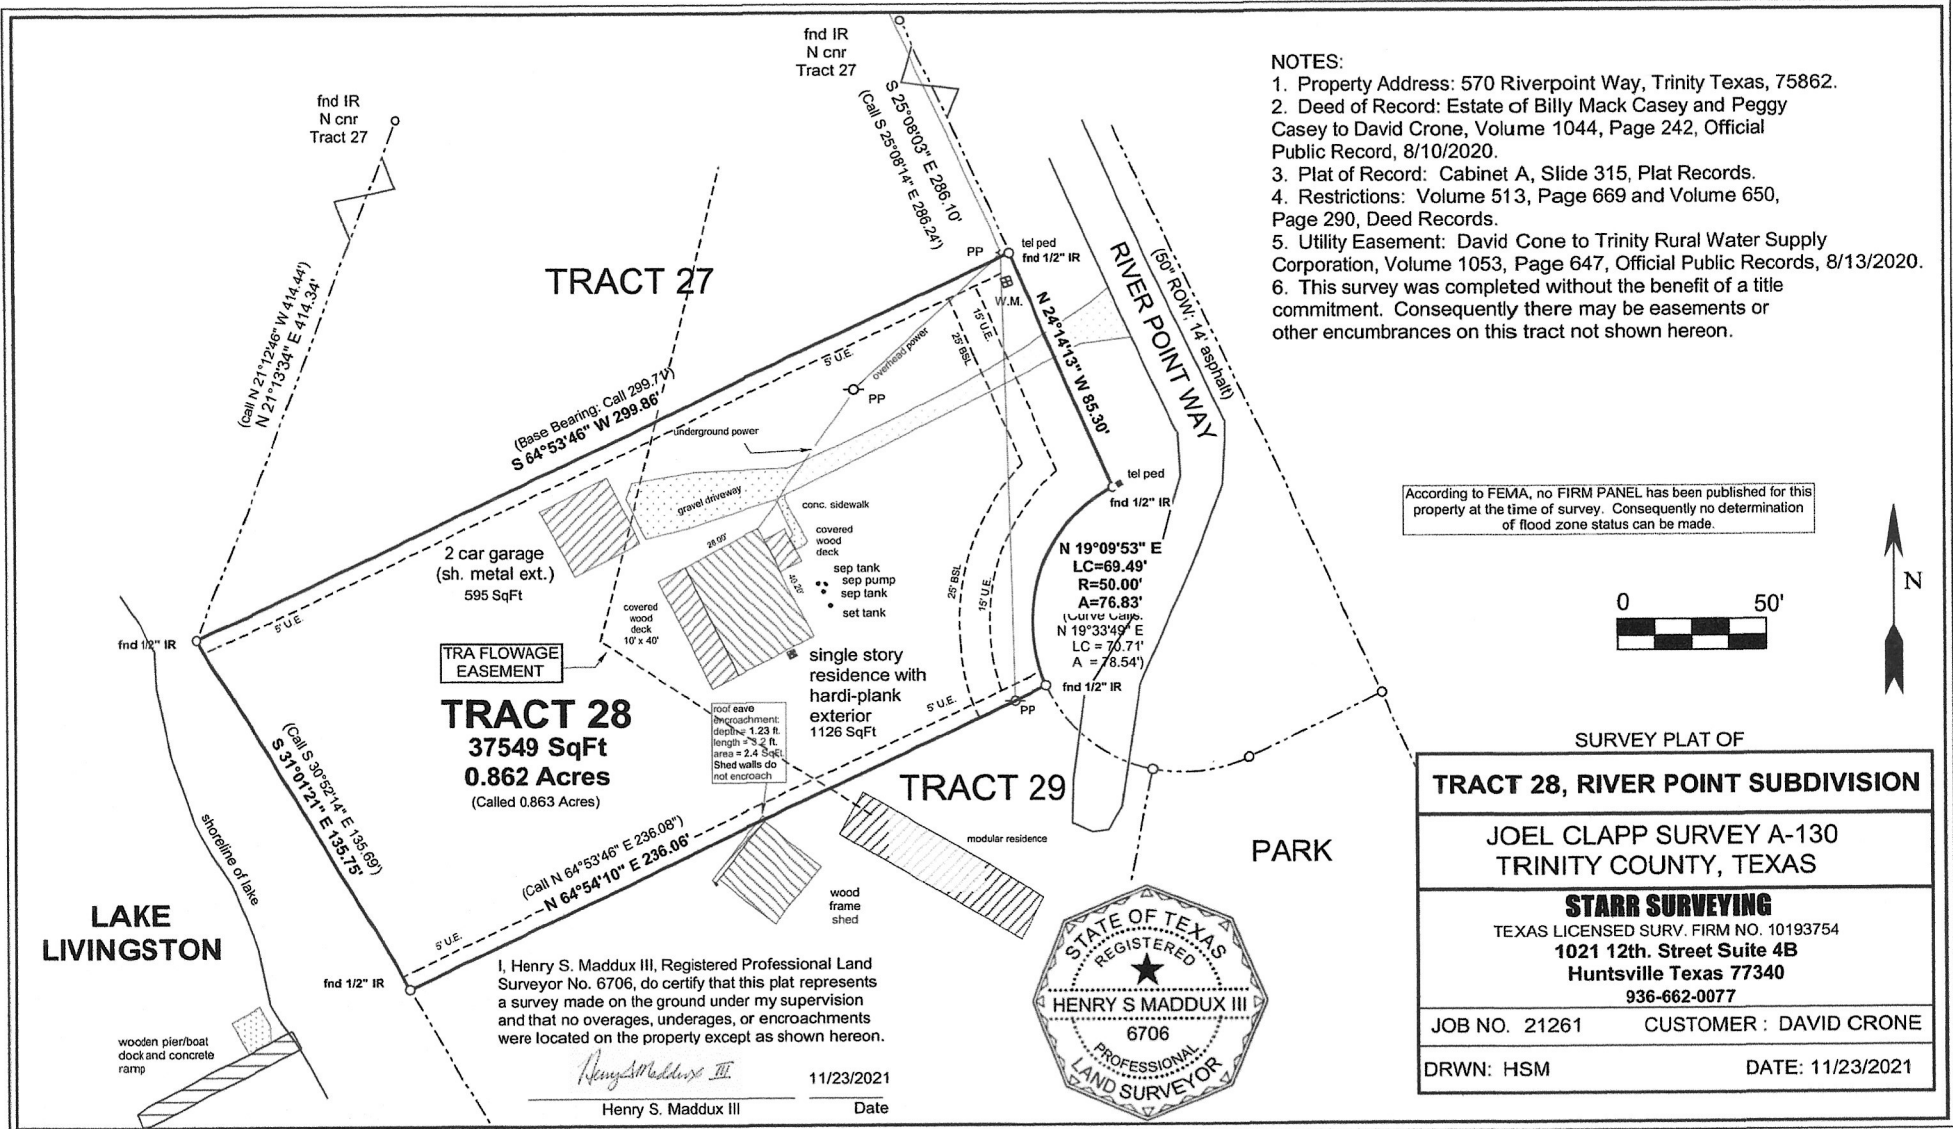 fnd IR
N cnr
Tract 27
fnd IR
N cnr
Tract 27
S 25°08'03" E 286.10'
(Call S 25°08'14" E 286.24')
(call N 21°12'46" W 414.44')
N 21°13'34" E 414.34'
TRACT 27
PP
tel ped
fnd 1/2" IR
W.M.
N 24°14'13" W 85.30'
RIVER POINT WAY
(50" ROW; 14' asphalt)
15' U.E.
25' BSL
5' U.E.
overhead power
PP
(Base Bearing: Call 299.71')
S 64°53'46" W 299.86'
underground power
gravel driveway
conc. sidewalk
covered
wood
deck
28.00'
40.20'
2 car garage
(sh. metal ext.)
595 SqFt
sep tank
sep pump
sep tank
set tank
covered
wood
deck
10' x 40'
tel ped
fnd 1/2" IR
N 19°09'53" E
LC=69.49'
R=50.00'
A=76.83'
(Curve Calls:
N 19°33'49" E
LC = 70.71'
A = 78.54')
25' BSL
15' U.E.
fnd 1/2" IR
PP
5' U.E.
fnd 1/2" IR
5' U.E.
TRA FLOWAGE
EASEMENT
single story
residence with
hardi-plank
exterior
1126 SqFt
TRACT 28
37549 SqFt
0.862 Acres
(Called 0.863 Acres)
roof eave
encroachment:
depth = 1.23 ft.
length = 3.2 ft.
area = 2.4 SqFt.
Shed walls do
not encroach
TRACT 29
modular residence
PARK
(Call S 30°52'14" E 135.69')
S 31°01'21" E 135.75'
(Call N 64°53'46" E 236.08")
N 64°54'10" E 236.06'
5' U.E.
wood
frame
shed
shoreline of lake
LAKE
LIVINGSTON
fnd 1/2" IR
wooden pier/boat
dock and concrete
ramp
I, Henry S. Maddux III, Registered Professional Land
Surveyor No. 6706, do certify that this plat represents
a survey made on the ground under my supervision
and that no overages, underages, or encroachments
were located on the property except as shown hereon.
Henry S Maddux III
11/23/2021
Henry S. Maddux III
Date
STATE OF TEXAS
REGISTERED
HENRY S MADDUX III
6706
PROFESSIONAL
LAND SURVEYOR
NOTES:
1. Property Address: 570 Riverpoint Way, Trinity Texas, 75862.
2. Deed of Record: Estate of Billy Mack Casey and Peggy
Casey to David Crone, Volume 1044, Page 242, Official
Public Record, 8/10/2020.
3. Plat of Record: Cabinet A, Slide 315, Plat Records.
4. Restrictions: Volume 513, Page 669 and Volume 650,
Page 290, Deed Records.
5. Utility Easement: David Cone to Trinity Rural Water Supply
Corporation, Volume 1053, Page 647, Official Public Records, 8/13/2020.
6. This survey was completed without the benefit of a title
commitment. Consequently there may be easements or
other encumbrances on this tract not shown hereon.
According to FEMA, no FIRM PANEL has been published for this
property at the time of survey. Consequently no determination
of flood zone status can be made.
N
0 50'
SURVEY PLAT OF
TRACT 28, RIVER POINT SUBDIVISION
JOEL CLAPP SURVEY A-130
TRINITY COUNTY, TEXAS
STARR SURVEYING
TEXAS LICENSED SURV. FIRM NO. 10193754
1021 12th. Street Suite 4B
Huntsville Texas 77340
936-662-0077
JOB NO. 21261 CUSTOMER : DAVID CRONE
DRWN: HSM DATE: 11/23/2021